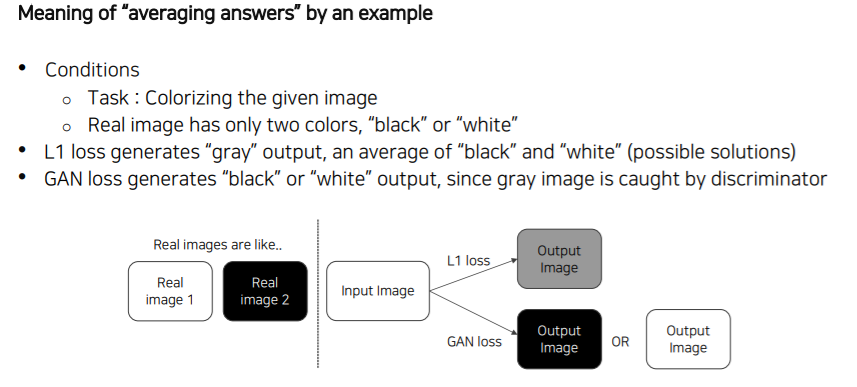 Meaning of “averaging answers” by an example
• Conditions
○ Task : Colorizing the given image
○ Real image has only two colors, “black” or “white”
• L1 loss generates “gray” output, an average of “black” and “white” (possible solutions)
• GAN loss generates “black” or “white” output, since gray image is caught by discriminator
Real images are like..
Real
image 1
Real
image 2
Input Image
L1 loss
Output
Image
GAN loss
Output
Image
OR
Output
Image